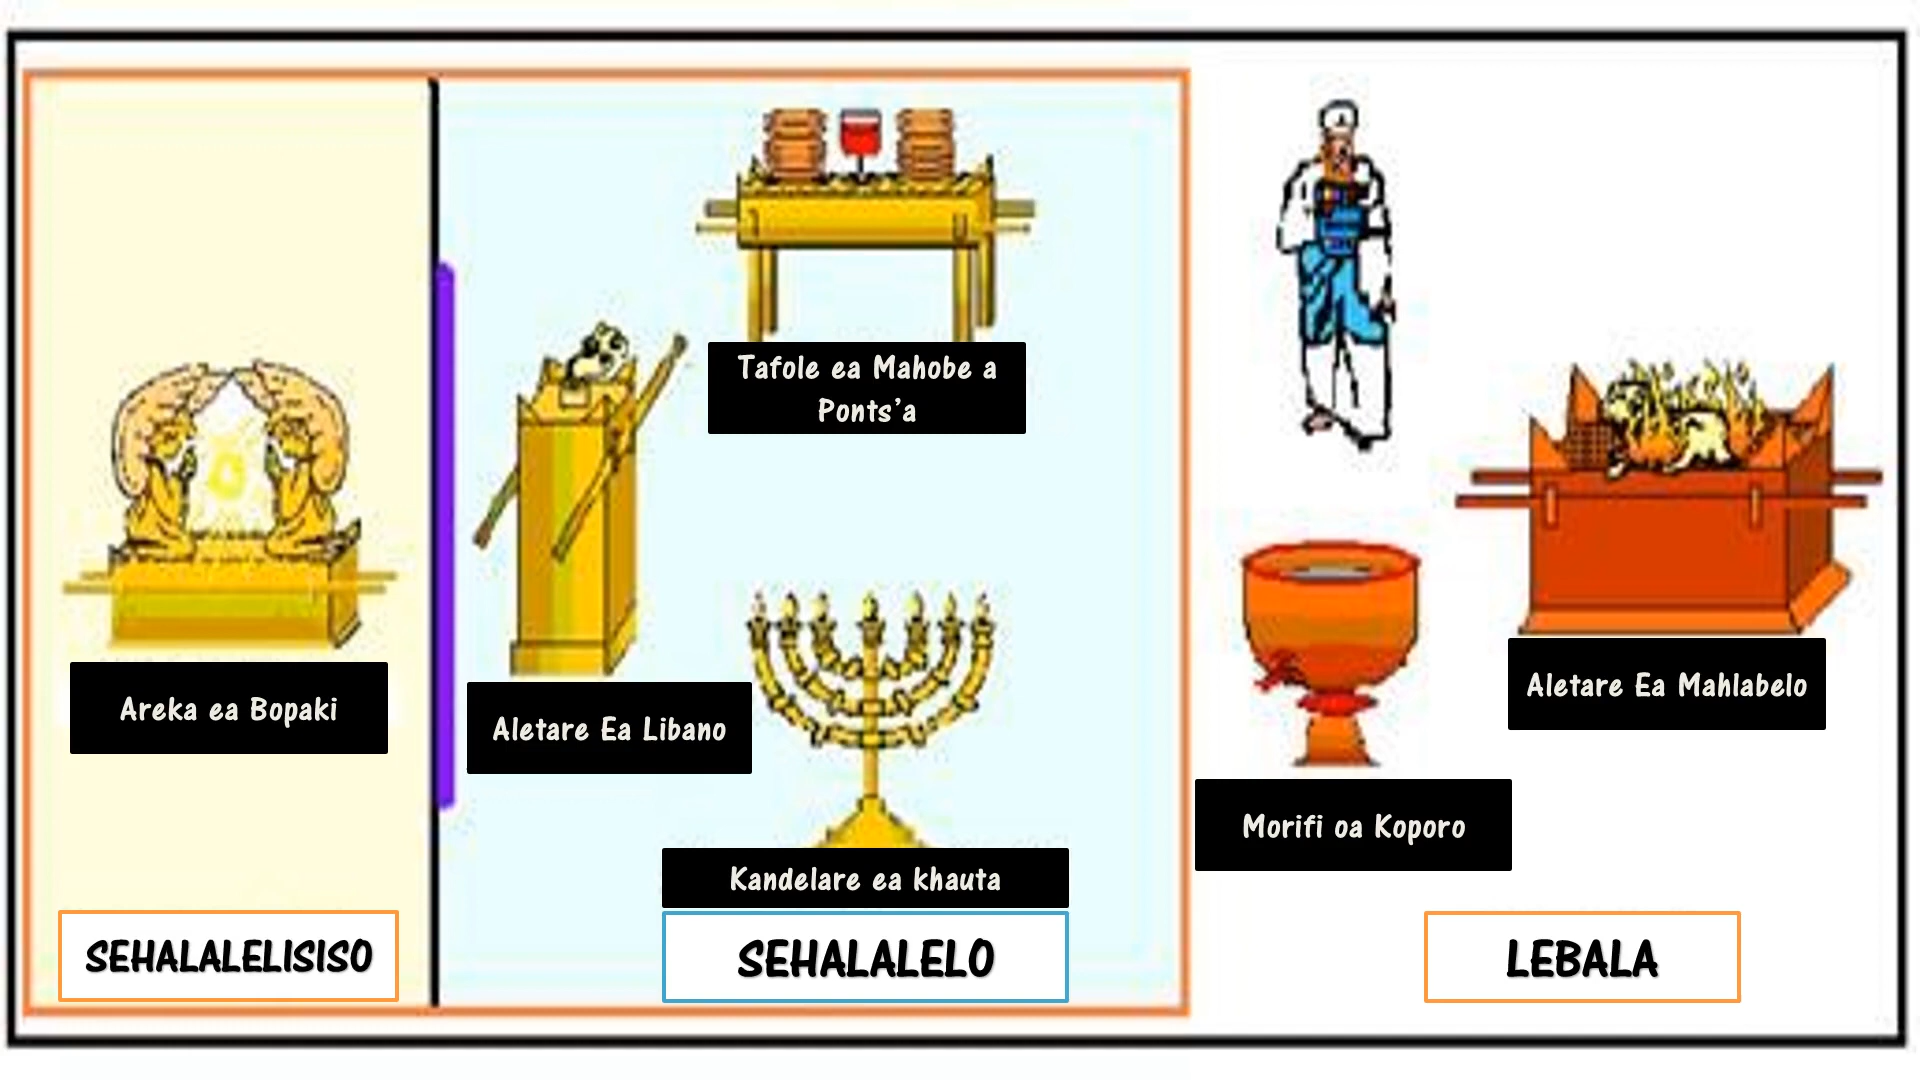 Tafole ea Mahobe a
Ponts’a
Areka ea Bopaki
Aletare Ea Libano
Kandelare ea khauta
Aletare Ea Mahlabelo
Morifi oa Koporo
SEHALALELISISO
SEHALALELO
LEBALA